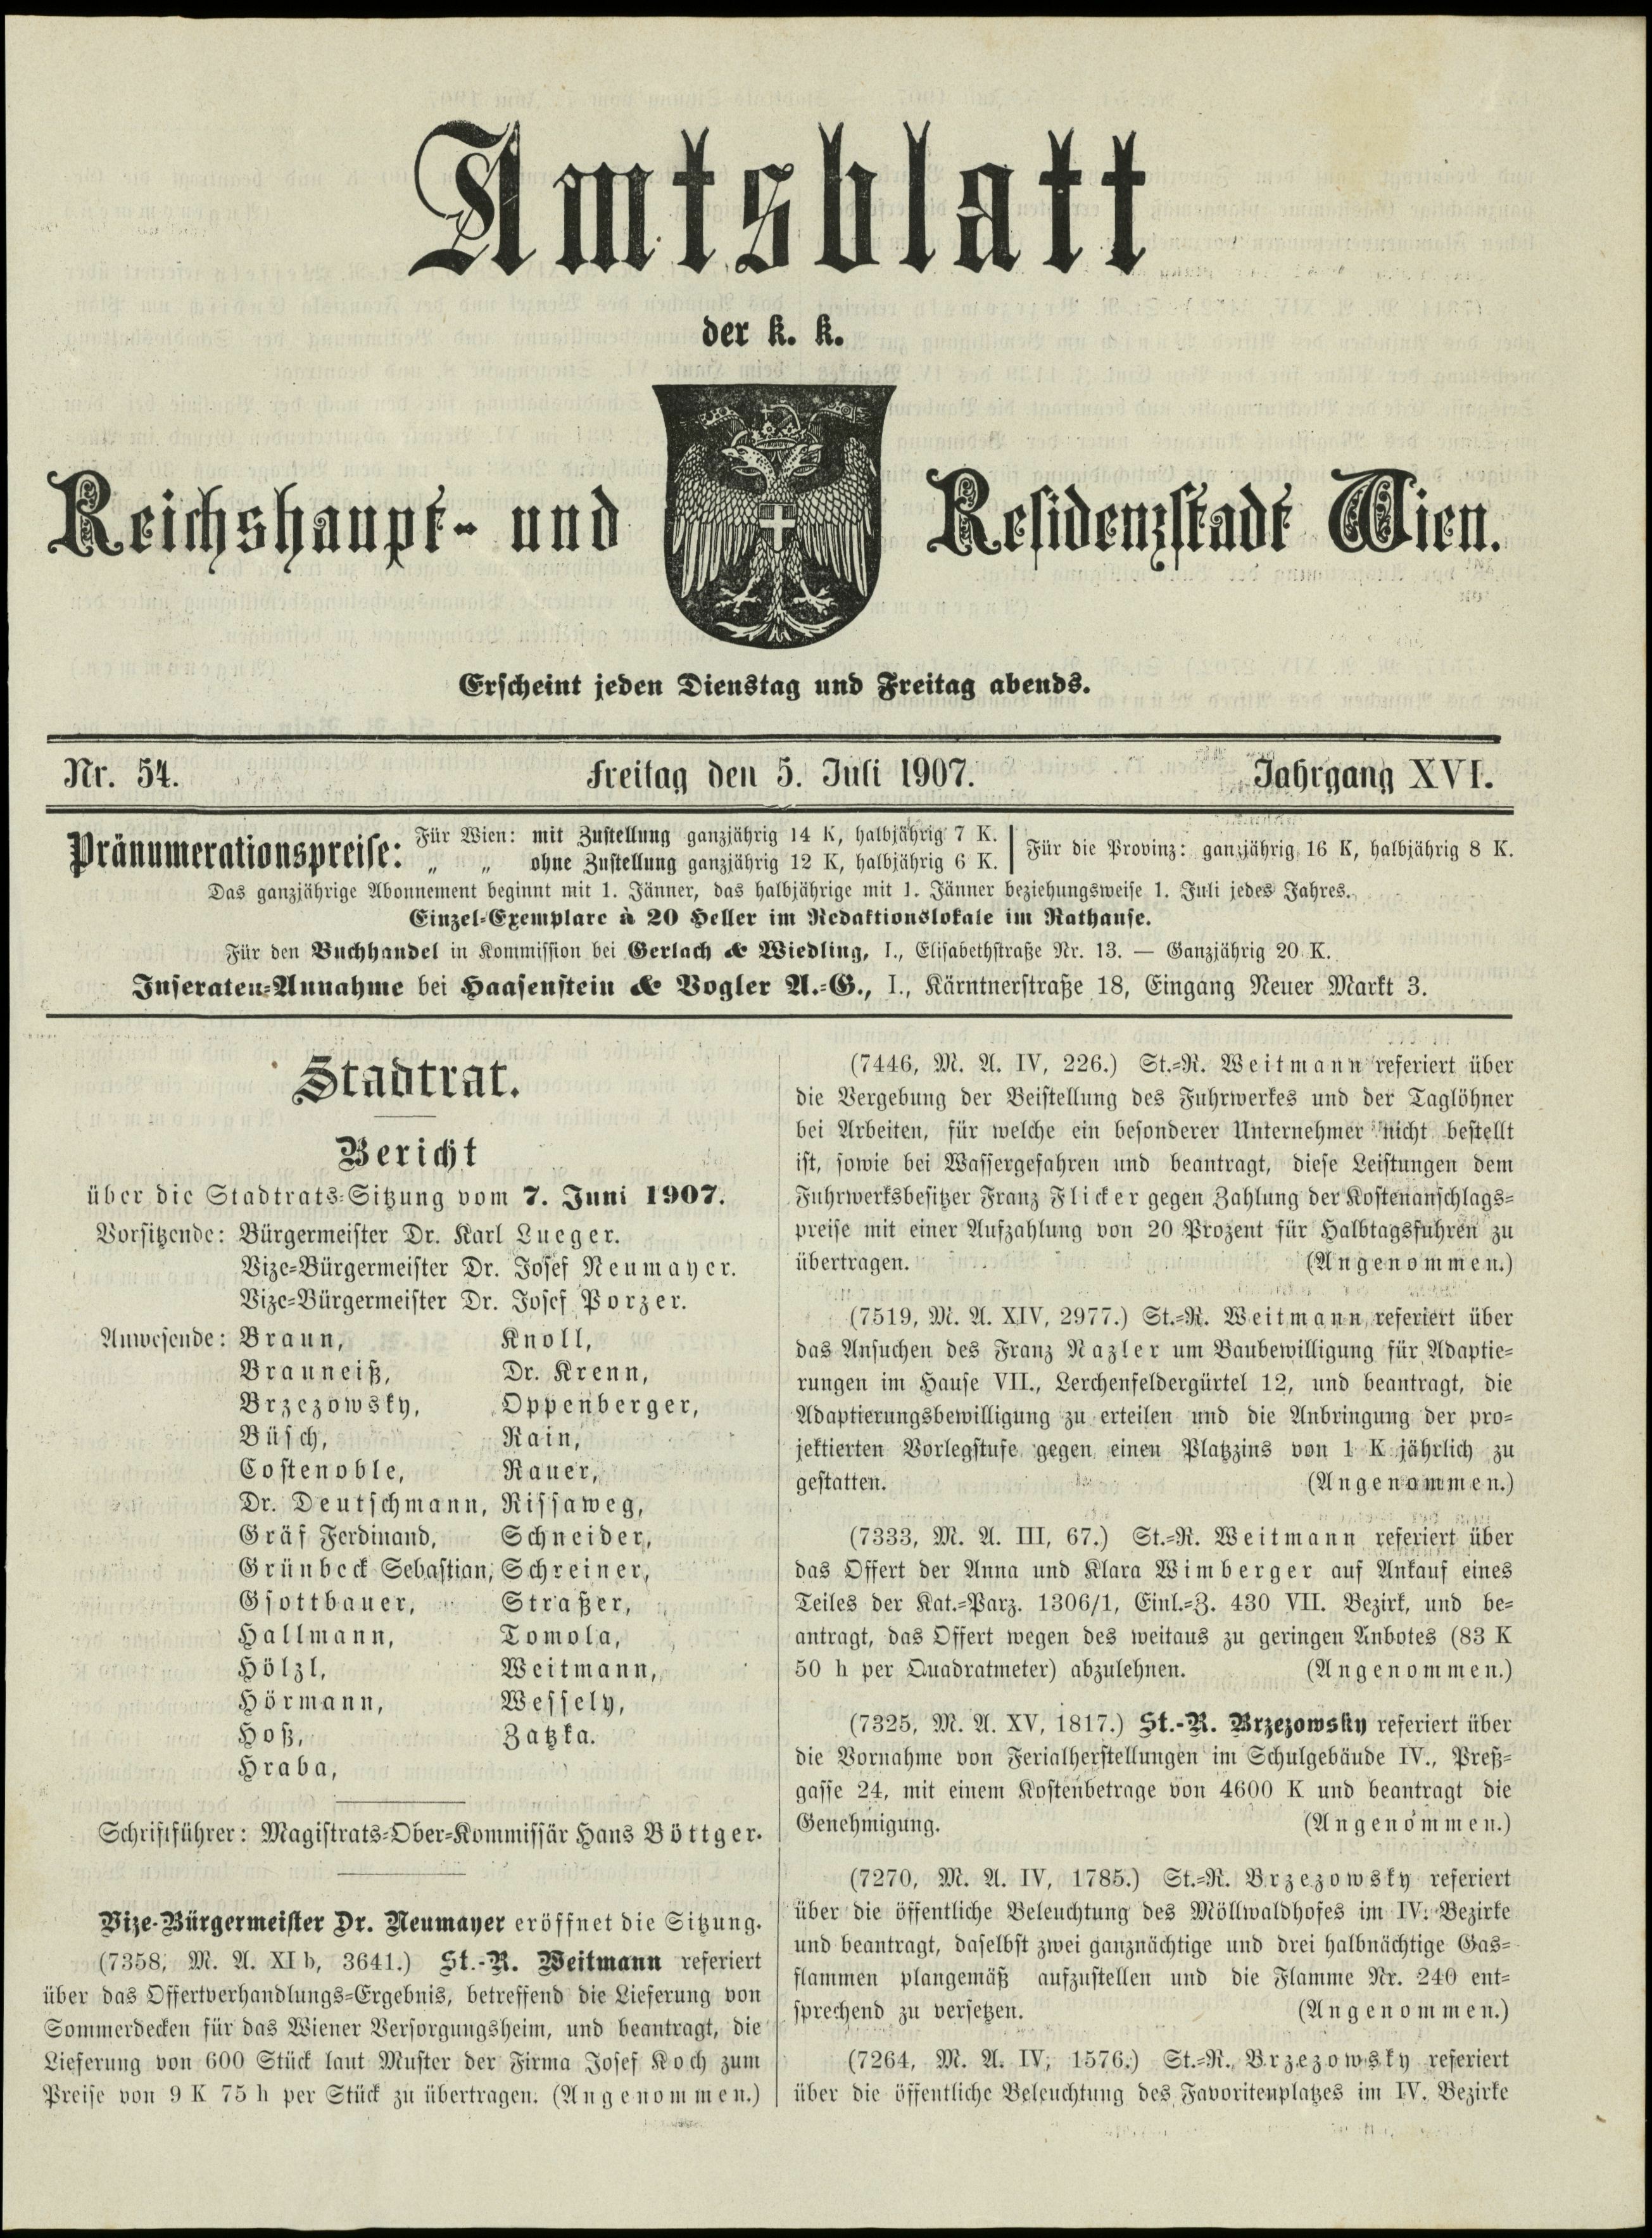 Amtsblatt
der k. k.
Reichshaupt- und Residenzstadt Wien.
Erscheint jeden Dienstag und Freitag abends.
Nr. 54. Freitag den 5. Juli 1907. Jahrgang XVI.
Pränumerationspreise: Für Wien: mit Zustellung ganzjährig 14 K, halbjährig 7 K.
„ „ ohne Zustellung ganzjährig 12 K, halbjährig 6 K.
Für die Provinz: ganzjährig 16 K, halbjährig 8 K.
Das ganzjährige Abonnement beginnt mit 1. Jänner, das halbjährige mit 1. Jänner beziehungsweise 1. Juli jedes Jahres.
Einzel-Exemplare à 20 Heller im Redaktionslokale im Rathause.
Für den Buchhandel in Kommission bei Gerlach & Wiedling, I., Elisabethstraße Nr. 13. — Ganzjährig 20 K.
Inseraten-Annahme bei Haasenstein & Vogler A.-G., I., Kärntnerstraße 18, Eingang Neuer Markt 3.
Stadtrat.
Bericht
über die Stadtrats-Sitzung vom 7. Juni 1907.
Vorsitzende: Bürgermeister Dr. Karl Lueger.
Vize-Bürgermeister Dr. Josef Neumayer.
Vize-Bürgermeister Dr. Josef Porzer.
Anwesende: Braun, Knoll,
Brauneiß, Dr. Krenn,
Brzezowsky, Oppenberger,
Büsch, Rain,
Costenoble, Rauer,
Dr. Deutschmann, Rissaweg,
Gräf Ferdinand, Schneider,
Grünbeck Sebastian, Schreiner,
Gsottbauer, Straßer,
Hallmann, Tomola,
Hölzl, Weitmann,
Hörmann, Wessely,
Hoß, Zatzka.
Hraba,
Schriftführer: Magistrats-Ober-Kommissär Hans Böttger.
Vize-Bürgermeister Dr. Neumayer eröffnet die Sitzung.
(7358, M. A. XI b, 3641.) St.-R. Weitmann referiert
über das Offertverhandlungs-Ergebnis, betreffend die Lieferung von
Sommerdecken für das Wiener Versorgungsheim, und beantragt, die
Lieferung von 600 Stück laut Muster der Firma Josef Koch zum
Preise von 9 K 75 h per Stück zu übertragen. (Angenommen.)
(7446, M. A. IV, 226.) St.-R. Weitmann referiert über
die Vergebung der Beistellung des Fuhrwerkes und der Taglöhner
bei Arbeiten, für welche ein besonderer Unternehmer nicht bestellt
ist, sowie bei Wassergefahren und beantragt, diese Leistungen dem
Fuhrwerksbesitzer Franz Flicker gegen Zahlung der Kostenanschlags-
preise mit einer Aufzahlung von 20 Prozent für Halbtagsfuhren zu
übertragen. (Angenommen.)
(7519, M. A. XIV, 2977.) St.-R. Weitmann referiert über
das Ansuchen des Franz Nazler um Baubewilligung für Adaptie-
rungen im Hause VII., Lerchenfeldergürtel 12, und beantragt, die
Adaptierungsbewilligung zu erteilen und die Anbringung der pro-
jektierten Vorlegstufe gegen einen Platzzins von 1 K jährlich zu
gestatten. (Angenommen.)
(7333, M. A. III, 67.) St.-R. Weitmann referiert über
das Offert der Anna und Klara Wimberger auf Ankauf eines
Teiles der Kat.-Parz. 1306/1, Einl.-Z. 430 VII. Bezirk, und be-
antragt, das Offert wegen des weitaus zu geringen Anbotes (83 K
50 h per Quadratmeter) abzulehnen. (Angenommen.)
(7325, M. A. XV, 1817.) St.-R. Brzezowsky referiert über
die Vornahme von Ferialherstellungen im Schulgebäude IV., Preß-
gasse 24, mit einem Kostenbetrage von 4600 K und beantragt die
Genehmigung. (Angenommen.)
(7270, M. A. IV, 1785.) St.-R. Brzezowsky referiert
über die öffentliche Beleuchtung des Möllwaldhofes im IV. Bezirke
und beantragt, daselbst zwei ganznächtige und drei halbnächtige Gas-
flammen plangemäß aufzustellen und die Flamme Nr. 240 ent-
sprechend zu versetzen. (Angenommen.)
(7264, M. A. IV, 1576.) St.-R. Brzezowsky referiert
über die öffentliche Beleuchtung des Favoritenplatzes im IV. Bezirke